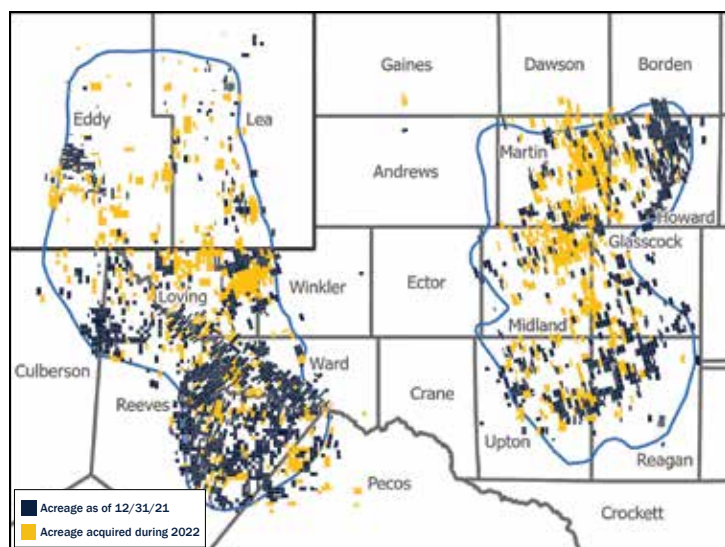 Gaines
Dawson
Borden
Eddy
Lea
Andrews
Martin
Howard
Glasscock
Loving
Winkler
Ector
Midland
Culberson
Ward
Reeves
Crane
Upton
Reagan
Pecos
Crockett
Acreage as of 12/31/21
Acreage acquired during 2022